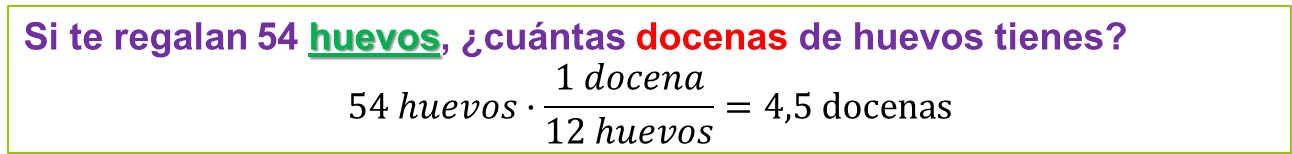 Si te regalan 54 huevos, ¿cuántas docenas de huevos tienes?
54 huevos · 1 docena / 12 huevos = 4,5 docenas